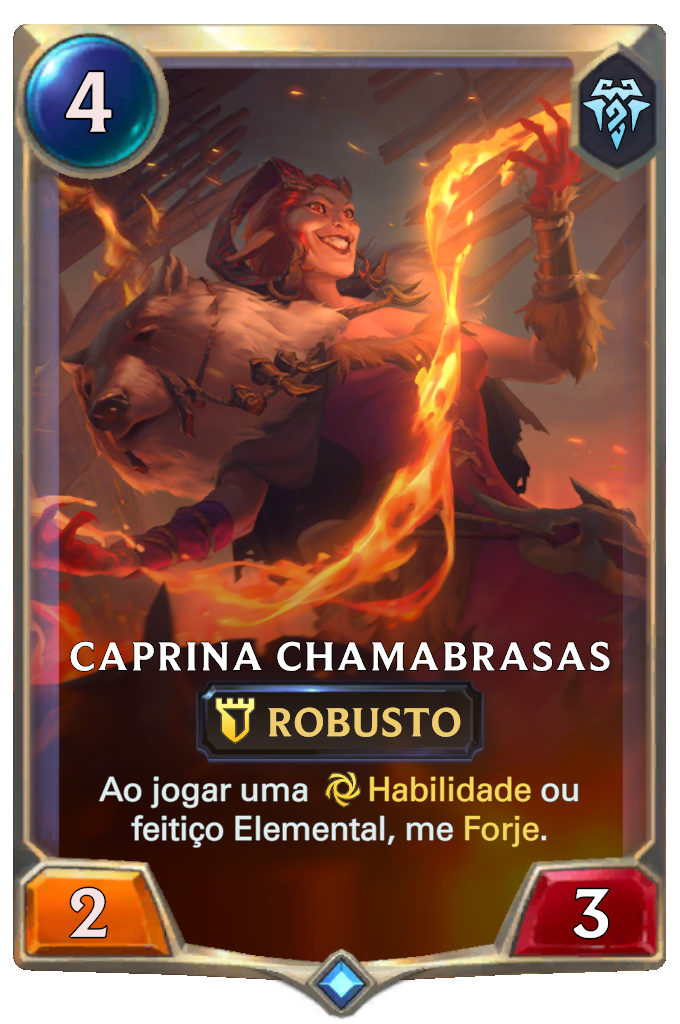 4
CAPRINA CHAMABRASAS
ROBUSTO
Ao jogar uma Habilidade ou
feitiço Elemental, me Forje.
2
3